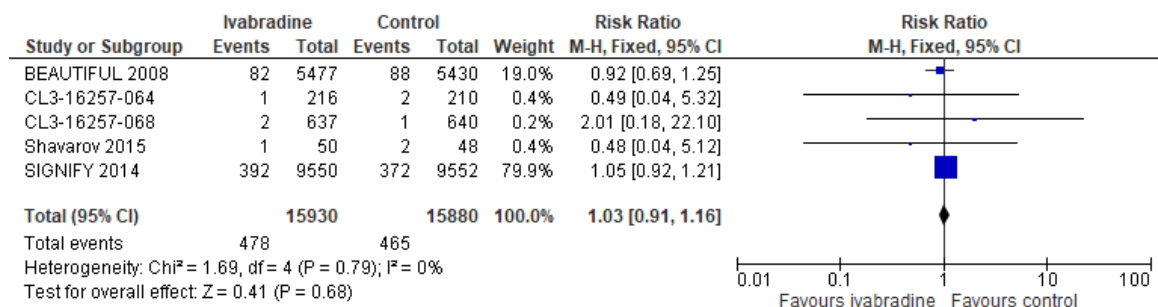 Ivabradine Control Risk Ratio Risk Ratio
Study or Subgroup Events Total Events Total Weight M-H, Fixed, 95% CI M-H, Fixed, 95% CI
BEAUTIFUL 2008 82 5477 88 5430 19.0% 0.92 [0.69, 1.25]
CL3-16257-064 1 216 2 210 0.4% 0.49 [0.04, 5.32]
CL3-16257-068 2 637 1 640 0.2% 2.01 [0.18, 22.10]
Shavarov 2015 1 50 2 48 0.4% 0.48 [0.04, 5.12]
SIGNIFY 2014 392 9550 372 9552 79.9% 1.05 [0.92, 1.21]
Total (95% CI) 15930 15880 100.0% 1.03 [0.91, 1.16]
Total events 478 465
Heterogeneity: Chi² = 1.69, df = 4 (P = 0.79); I² = 0%
Test for overall effect: Z = 0.41 (P = 0.68)
0.01 0.1 1 10 100
Favours ivabradine Favours control